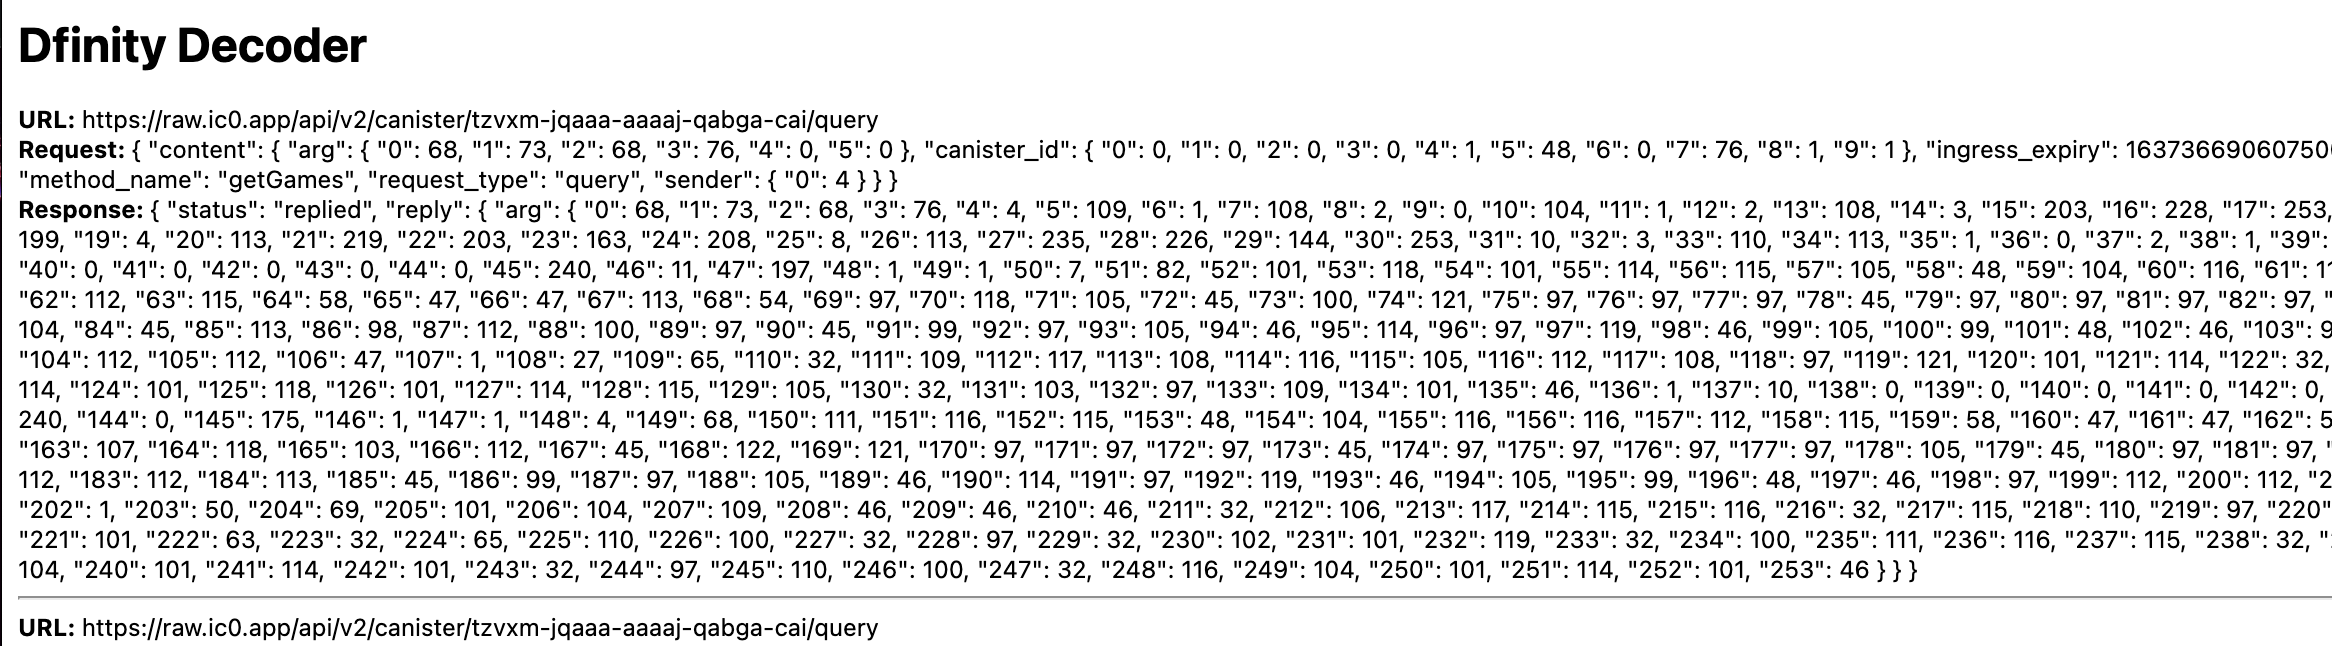 Dfinity Decoder
URL: https://raw.ic0.app/api/v2/canister/tzvxm-jqaaa-aaaaj-qabga-cai/query
Request: { "content": { "arg": { "0": 68, "1": 73, "2": 68, "3": 76, "4": 0, "5": 0 }, "canister_id": { "0": 0, "1": 0, "2": 0, "3": 0, "4": 1, "5": 48, "6": 0, "7": 76, "8": 1, "9": 1 }, "ingress_expiry":
"method_name": "getGames", "request_type": "query", "sender": { "0": 4 } } }
Response: { "status": "replied", "reply": { "arg": { "0": 68, "1": 73, "2": 68, "3": 76, "4": 4, "5": 109, "6": 1, "7": 108, "8": 2, "9": 0, "10": 104, "11": 1, "12": 2, "13": 108, "14": 3, "15": 203, "16": 228, "17": 253,
199, "19": 4, "20": 113, "21": 219, "22": 203, "23": 163, "24": 208, "25": 8, "26": 113, "27": 235, "28": 226, "29": 144, "30": 253, "31": 10, "32": 3, "33": 110, "34": 113, "35": 1, "36": 0, "37": 2, "38": 1, "39":
"40": 0, "41": 0, "42": 0, "43": 0, "44": 0, "45": 240, "46": 11, "47": 197, "48": 1, "49": 1, "50": 7, "51": 82, "52": 101, "53": 118, "54": 101, "55": 114, "56": 115, "57": 105, "58": 48, "59": 104, "60": 116, "61":
"62": 112, "63": 115, "64": 58, "65": 47, "66": 47, "67": 113, "68": 54, "69": 97, "70": 118, "71": 105, "72": 45, "73": 100, "74": 121, "75": 97, "76": 97, "77": 97, "78": 45, "79": 97, "80": 97, "81": 97, "82": 97,
104, "84": 45, "85": 113, "86": 98, "87": 112, "88": 100, "89": 97, "90": 45, "91": 99, "92": 97, "93": 105, "94": 46, "95": 114, "96": 97, "97": 119, "98": 46, "99": 105, "100": 99, "101": 48, "102": 46, "103":
"104": 112, "105": 112, "106": 47, "107": 1, "108": 27, "109": 65, "110": 32, "111": 109, "112": 117, "113": 108, "114": 116, "115": 105, "116": 112, "117": 108, "118": 97, "119": 121, "120": 101, "121": 114, "122": 32,
114, "124": 101, "125": 118, "126": 101, "127": 114, "128": 115, "129": 105, "130": 32, "131": 103, "132": 97, "133": 109, "134": 101, "135": 46, "136": 1, "137": 10, "138": 0, "139": 0, "140": 0, "141": 0, "142": 0,
240, "144": 0, "145": 175, "146": 1, "147": 1, "148": 4, "149": 68, "150": 111, "151": 116, "152": 115, "153": 48, "154": 104, "155": 116, "156": 116, "157": 112, "158": 115, "159": 58, "160": 47, "161": 47, "162":
"163": 107, "164": 118, "165": 103, "166": 112, "167": 45, "168": 122, "169": 121, "170": 97, "171": 97, "172": 97, "173": 45, "174": 97, "175": 97, "176": 97, "177": 97, "178": 105, "179": 45, "180": 97, "181": 97,
112, "183": 112, "184": 113, "185": 45, "186": 99, "187": 97, "188": 105, "189": 46, "190": 114, "191": 97, "192": 119, "193": 46, "194": 105, "195": 99, "196": 48, "197": 46, "198": 97, "199": 112, "200": 112,
"202": 1, "203": 50, "204": 69, "205": 101, "206": 104, "207": 109, "208": 46, "209": 46, "210": 46, "211": 32, "212": 106, "213": 117, "214": 115, "215": 116, "216": 32, "217": 115, "218": 110, "219": 97, "220"
"221": 101, "222": 63, "223": 32, "224": 65, "225": 110, "226": 100, "227": 32, "228": 97, "229": 32, "230": 102, "231": 101, "232": 119, "233": 32, "234": 100, "235": 111, "236": 116, "237": 115, "238": 32,
104, "240": 101, "241": 114, "242": 101, "243": 32, "244": 97, "245": 110, "246": 100, "247": 32, "248": 116, "249": 104, "250": 101, "251": 114, "252": 101, "253": 46 } } }
URL: https://raw.ic0.app/api/v2/canister/tzvxm-jqaaa-aaaaj-qabga-cai/query